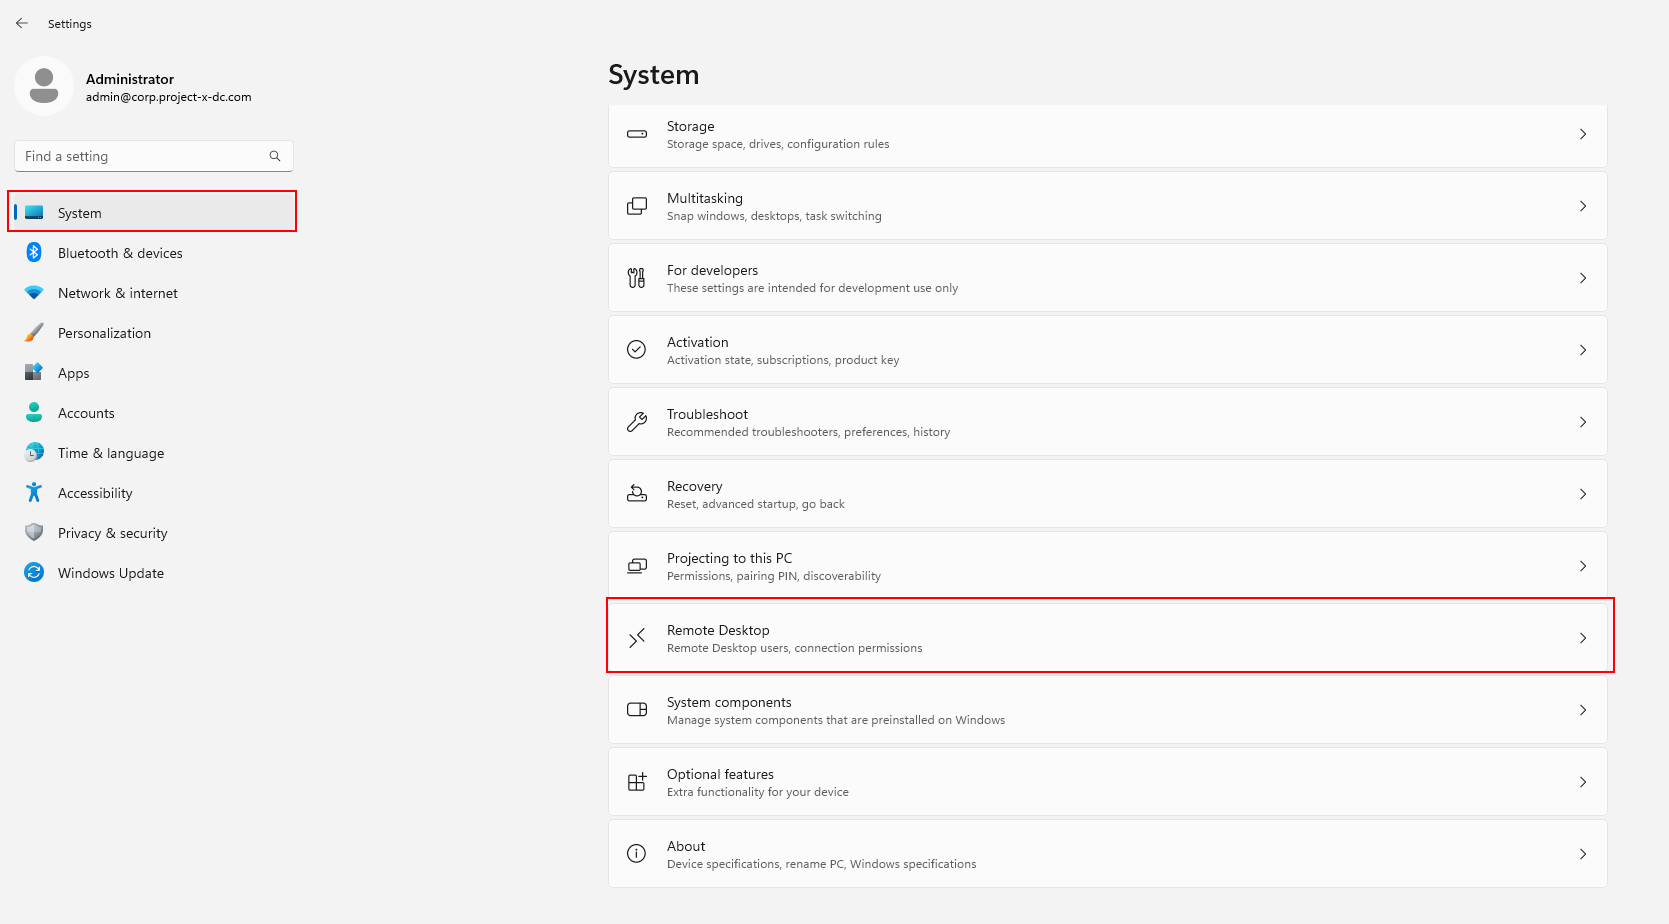 Settings
Administrator
admin@corp.project-x-dc.com
Find a setting
System
Bluetooth & devices
Network & internet
Personalization
Apps
Accounts
Time & language
Accessibility
Privacy & security
Windows Update
System
Storage
Storage space, drives, configuration rules
Multitasking
Snap windows, desktops, task switching
For developers
These settings are intended for development use only
Activation
Activation state, subscriptions, product key
Troubleshoot
Recommended troubleshooters, preferences, history
Recovery
Reset, advanced startup, go back
Projecting to this PC
Permissions, pairing PIN, discoverability
Remote Desktop
Remote Desktop users, connection permissions
System components
Manage system components that are preinstalled on Windows
Optional features
Extra functionality for your device
About
Device specifications, rename PC, Windows specifications